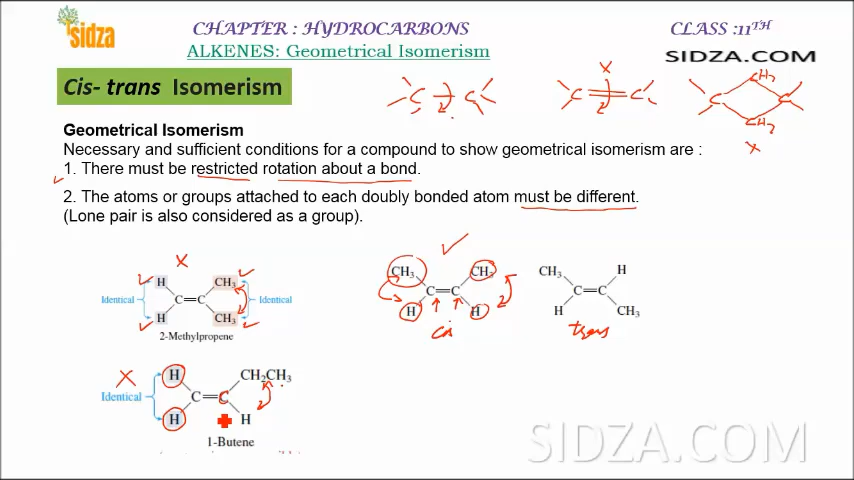 sidza
CHAPTER : HYDROCARBONS
CLASS :11TH
ALKENES: Geometrical Isomerism
SIDZA.COM
Cis- trans Isomerism
C C
C C
X
CH2
C C
CH2
X
Geometrical Isomerism
Necessary and sufficient conditions for a compound to show geometrical isomerism are :
1. There must be restricted rotation about a bond.
2. The atoms or groups attached to each doubly bonded atom must be different.
(Lone pair is also considered as a group).
X
H CH3
Identical C=C Identical
H CH3
2-Methylpropene
CH3 CH3
C=C
H H
cis
CH3 H
C=C
H CH3
trans
X
H CH2CH3
Identical C=C
H H
1-Butene
SIDZA.COM